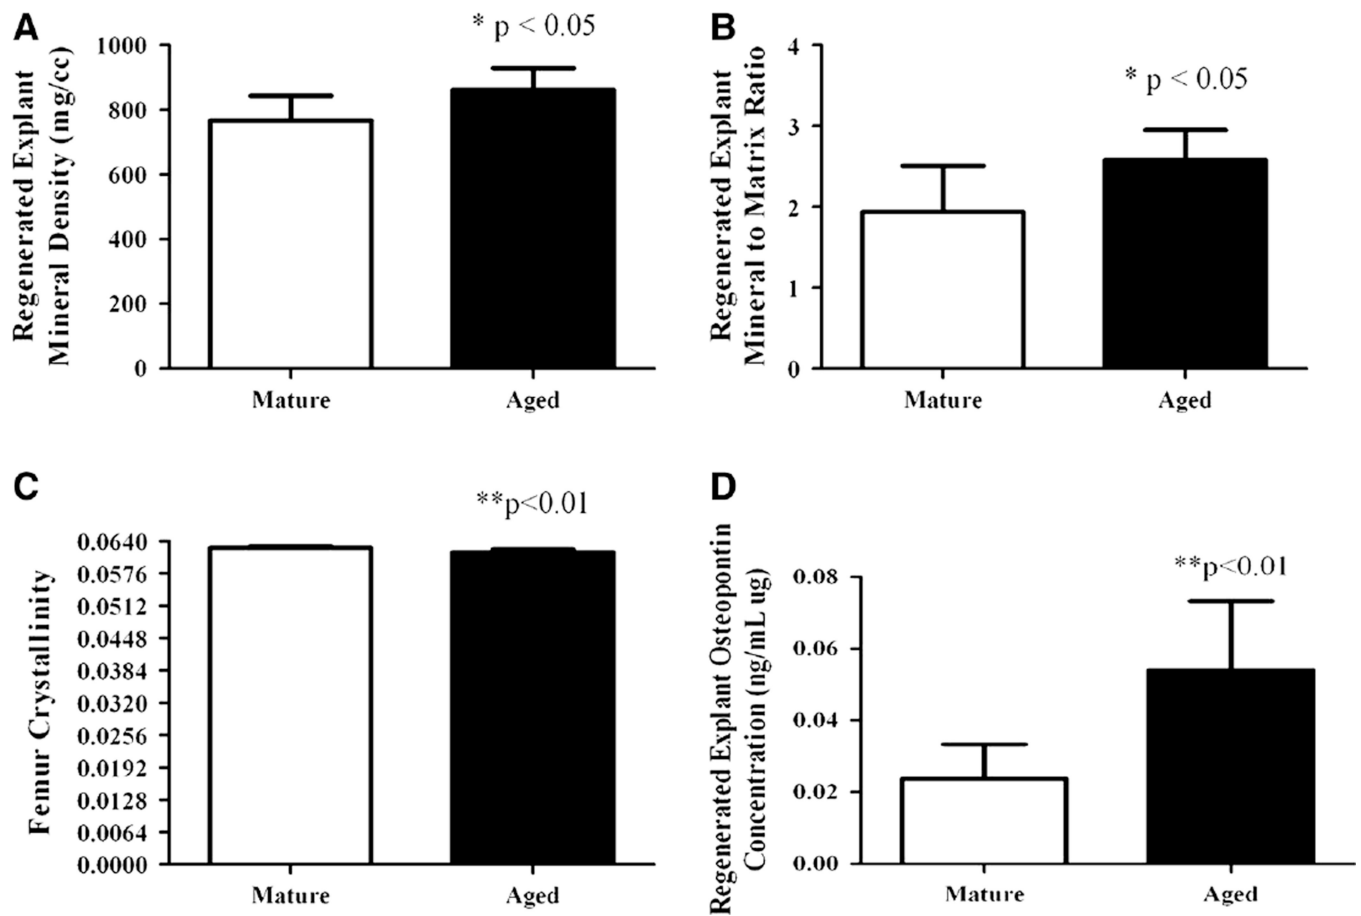 A
* p < 0.05
Regenerated Explant
Mineral Density (mg/cc)
1000
800
600
400
200
0
Mature
Aged
B
* p < 0.05
Regenerated Explant
Mineral to Matrix Ratio
4
3
2
1
0
Mature
Aged
C
**p<0.01
Femur Crystallinity
0.0640
0.0576
0.0512
0.0448
0.0384
0.0320
0.0256
0.0192
0.0128
0.0064
0.0000
Mature
Aged
D
**p<0.01
Regenerated Explant Osteopontin
Concentration (ng/mL ug)
0.08
0.06
0.04
0.02
0.00
Mature
Aged